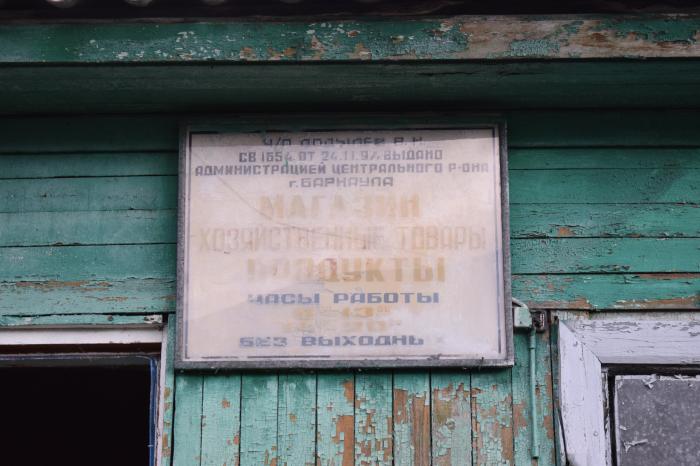 СВ 1654. ОТ 24.11.97. ВЫДАНО
АДМИНИСТРАЦИЕЙ ЦЕНТРАЛЬНОГО Р-ОНА
г. БАРНАУЛА
МАГАЗИН
ХОЗЯЙСТВЕННЫЕ ТОВАРЫ
ПРОДУКТЫ
ЧАСЫ РАБОТЫ
БЕЗ ВЫХОДНЫХ